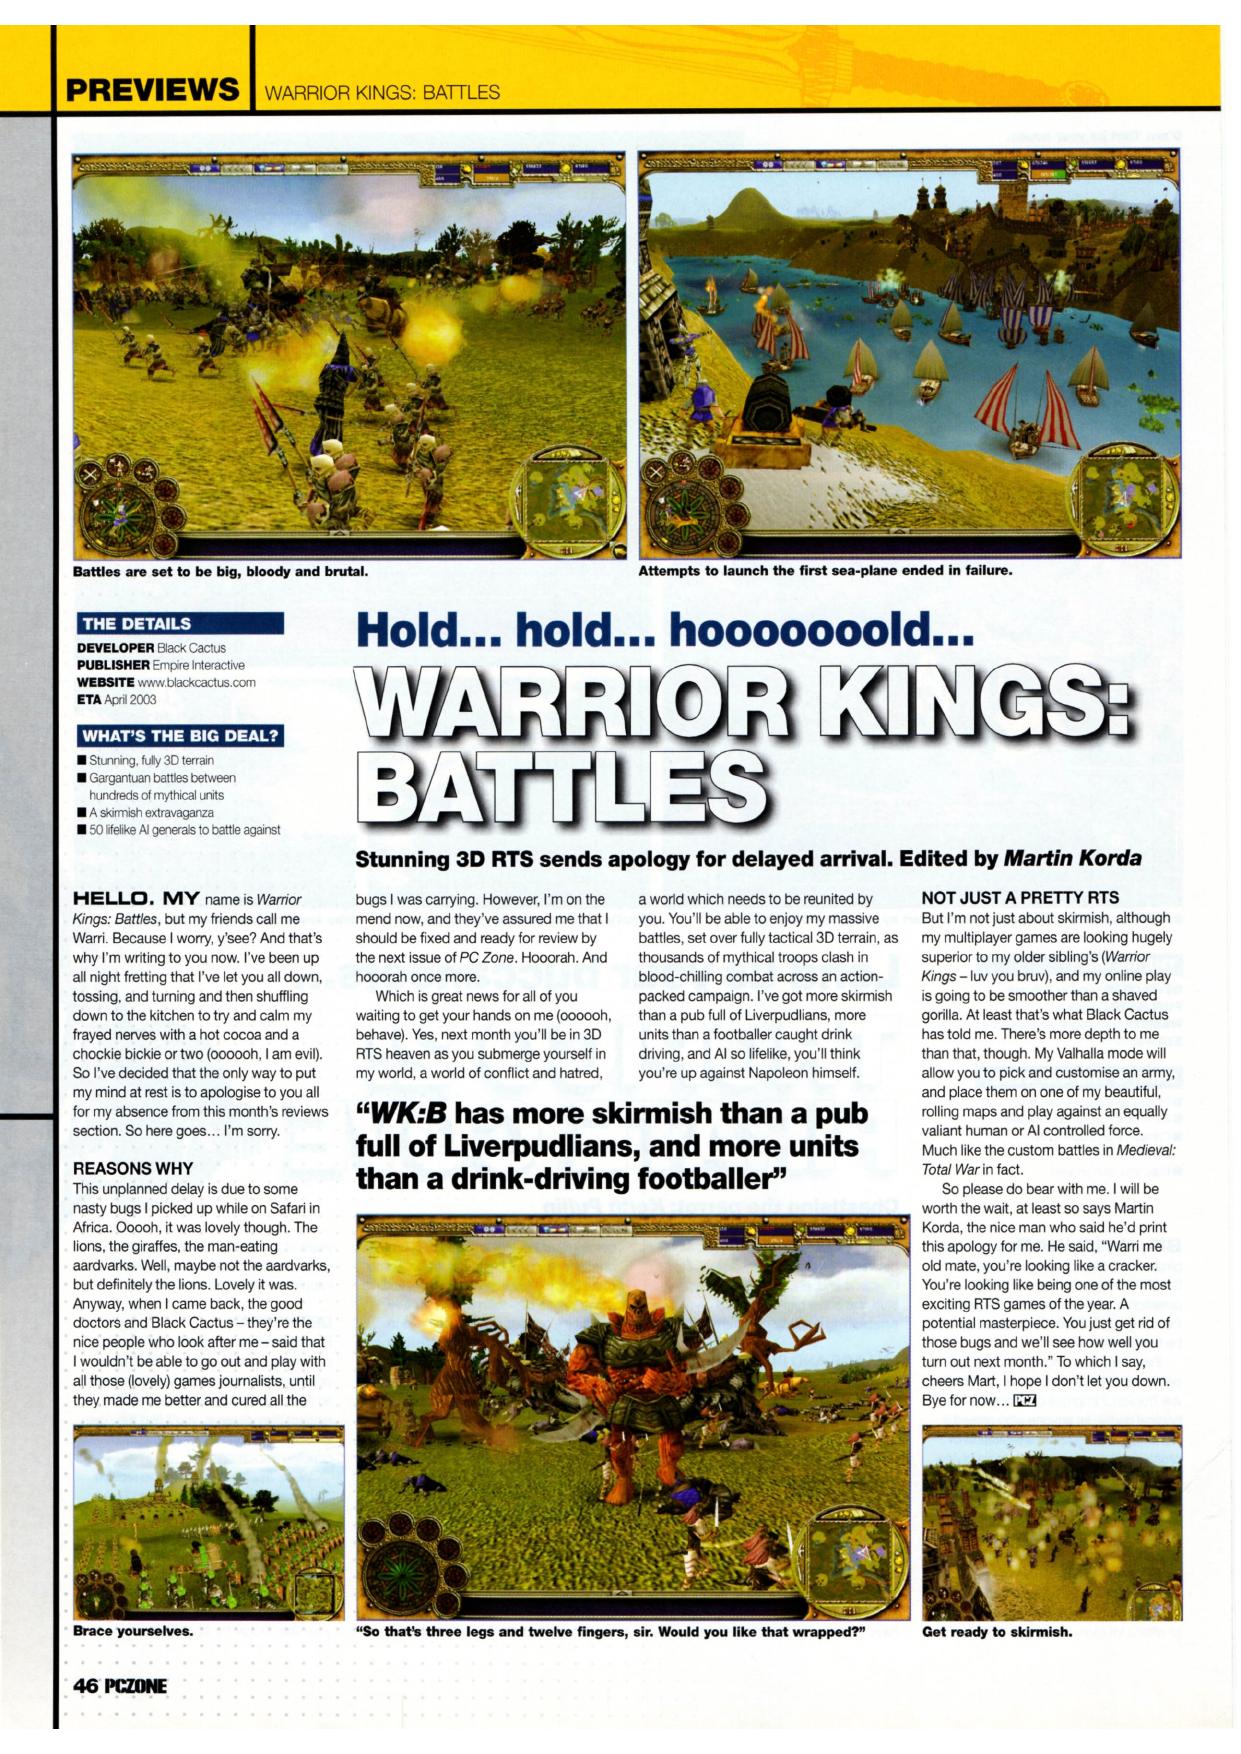 PREVIEWS
WARRIOR KINGS: BATTLES
Battles are set to be big, bloody and brutal.
Attempts to launch the first sea-plane ended in failure.
THE DETAILS
DEVELOPER Black Cactus
PUBLISHER Empire Interactive
WEBSITE www.blackcactus.com
ETA April 2003
WHAT'S THE BIG DEAL?
■ Stunning, fully 3D terrain
■ Gargantuan battles between
hundreds of mythical units
■ A skirmish extravaganza
■ 50 lifelike AI generals to battle against
Hold... hold... hooooooold...
WARRIOR KINGS:
BATTLES
Stunning 3D RTS sends apology for delayed arrival. Edited by Martin Korda
HELLO. MY name is Warrior
Kings: Battles, but my friends call me
Warri. Because I worry, y'see? And that's
why I'm writing to you now. I've been up
all night fretting that I've let you all down,
tossing, and turning and then shuffling
down to the kitchen to try and calm my
frayed nerves with a hot cocoa and a
chockie bickie or two (oooooh, I am evil).
So I've decided that the only way to put
my mind at rest is to apologise to you all
for my absence from this month's reviews
section. So here goes... I'm sorry.
REASONS WHY
This unplanned delay is due to some
nasty bugs I picked up while on Safari in
Africa. Ooooh, it was lovely though. The
lions, the giraffes, the man-eating
aardvarks. Well, maybe not the aardvarks,
but definitely the lions. Lovely it was.
Anyway, when I came back, the good
doctors and Black Cactus – they're the
nice people who look after me – said that
I wouldn't be able to go out and play with
all those (lovely) games journalists, until
they made me better and cured all the
bugs I was carrying. However, I'm on the
mend now, and they've assured me that I
should be fixed and ready for review by
the next issue of PC Zone. Hooorah. And
hooorah once more.
Which is great news for all of you
waiting to get your hands on me (oooooh,
behave). Yes, next month you'll be in 3D
RTS heaven as you submerge yourself in
my world, a world of conflict and hatred,
a world which needs to be reunited by
you. You'll be able to enjoy my massive
battles, set over fully tactical 3D terrain, as
thousands of mythical troops clash in
blood-chilling combat across an action-
packed campaign. I've got more skirmish
than a pub full of Liverpudlians, more
units than a footballer caught drink
driving, and AI so lifelike, you'll think
you're up against Napoleon himself.
"WK:B has more skirmish than a pub
full of Liverpudlians, and more units
than a drink-driving footballer"
NOT JUST A PRETTY RTS
But I'm not just about skirmish, although
my multiplayer games are looking hugely
superior to my older sibling's (Warrior
Kings – luv you bruv), and my online play
is going to be smoother than a shaved
gorilla. At least that's what Black Cactus
has told me. There's more depth to me
than that, though. My Valhalla mode will
allow you to pick and customise an army,
and place them on one of my beautiful,
rolling maps and play against an equally
valiant human or AI controlled force.
Much like the custom battles in Medieval:
Total War in fact.
So please do bear with me. I will be
worth the wait, at least so says Martin
Korda, the nice man who said he'd print
this apology for me. He said, "Warri me
old mate, you're looking like a cracker.
You're looking like being one of the most
exciting RTS games of the year. A
potential masterpiece. You just get rid of
those bugs and we'll see how well you
turn out next month." To which I say,
cheers Mart, I hope I don't let you down.
Bye for now... PCZ
Brace yourselves.
"So that's three legs and twelve fingers, sir. Would you like that wrapped?"
Get ready to skirmish.
46 PCZONE